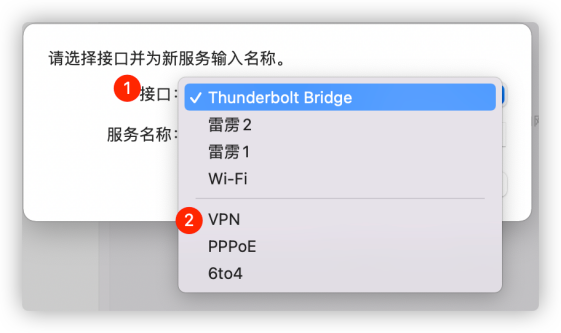 请选择接口并为新服务输入名称。
1 接口:
✓ Thunderbolt Bridge
雷雳 2
服务名称:
雷雳 1
Wi-Fi
2 VPN
PPPoE
6to4